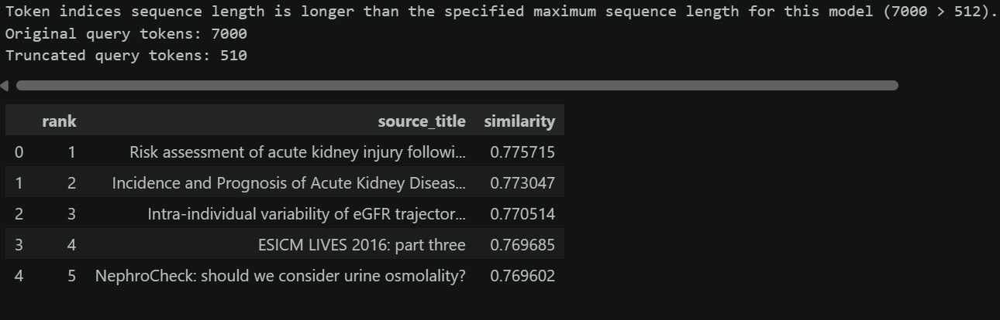 Token indices sequence length is longer than the specified maximum sequence length for this model (7000 > 512).
Original query tokens: 7000
Truncated query tokens: 510
rank source_title similarity
0 1 Risk assessment of acute kidney injury followi... 0.775715
1 2 Incidence and Prognosis of Acute Kidney Diseas... 0.773047
2 3 Intra-individual variability of eGFR trajector... 0.770514
3 4 ESICM LIVES 2016: part three 0.769685
4 5 NephroCheck: should we consider urine osmolality? 0.769602